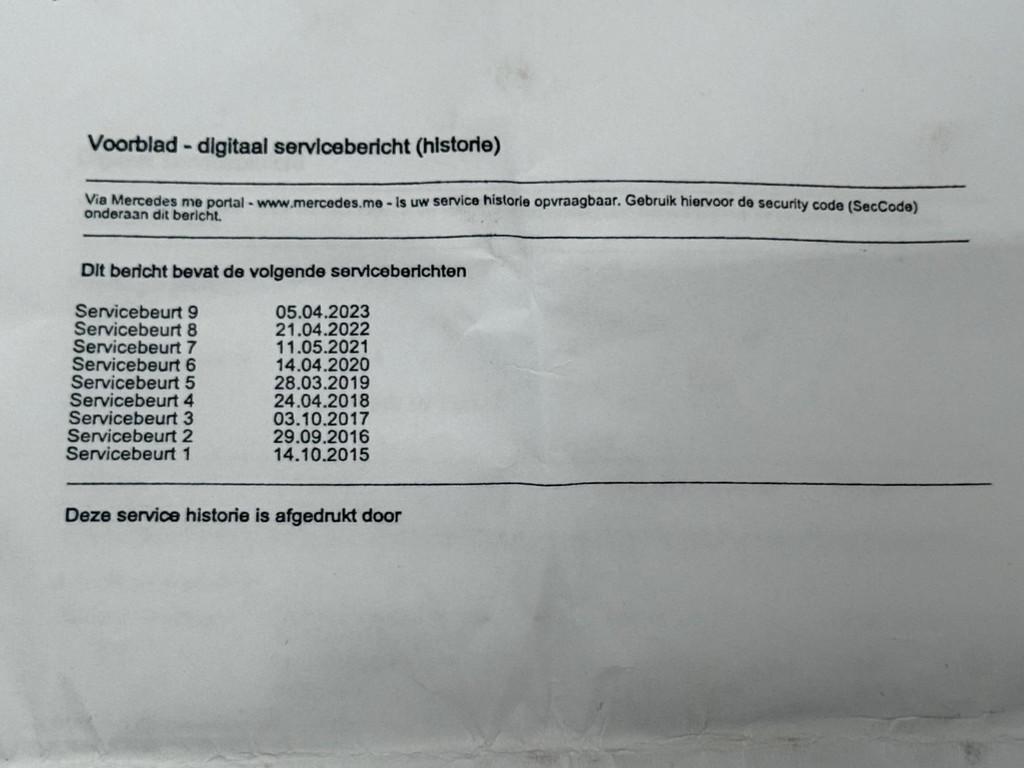 Voorblad - digitaal servicebericht (historie)
Via Mercedes me portal - www.mercedes.me - is uw service historie opvraagbaar. Gebruik hiervoor de security code (SecCode)
onderaan dit bericht.
Dit bericht bevat de volgende serviceberichten
Servicebeurt 9 05.04.2023
Servicebeurt 8 21.04.2022
Servicebeurt 7 11.05.2021
Servicebeurt 6 14.04.2020
Servicebeurt 5 28.03.2019
Servicebeurt 4 24.04.2018
Servicebeurt 3 03.10.2017
Servicebeurt 2 29.09.2016
Servicebeurt 1 14.10.2015
Deze service historie is afgedrukt door